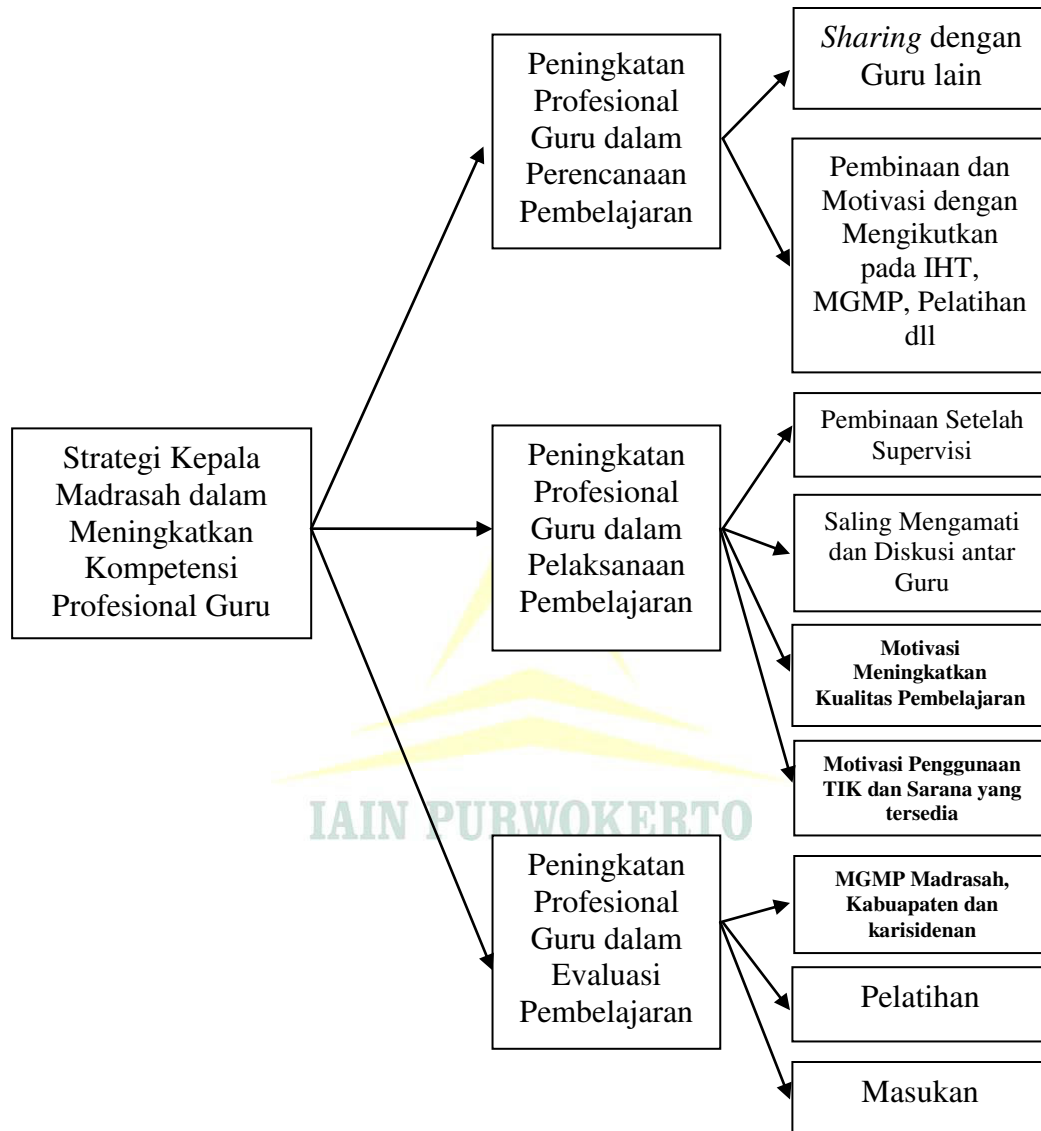 Strategi Kepala
Madrasah dalam
Meningkatkan
Kompetensi
Profesional Guru
Peningkatan
Profesional
Guru dalam
Perencanaan
Pembelajaran
Sharing dengan
Guru lain
Pembinaan dan
Motivasi dengan
Mengikutkan
pada IHT,
MGMP, Pelatihan
dll
Peningkatan
Profesional
Guru dalam
Pelaksanaan
Pembelajaran
Pembinaan Setelah
Supervisi
Saling Mengamati
dan Diskusi antar
Guru
Motivasi
Meningkatkan
Kualitas Pembelajaran
Motivasi Penggunaan
TIK dan Sarana yang
tersedia
Peningkatan
Profesional
Guru dalam
Evaluasi
Pembelajaran
MGMP Madrasah,
Kabuapaten dan
karisidenan
Pelatihan
Masukan
IAIN PURWOKERTO